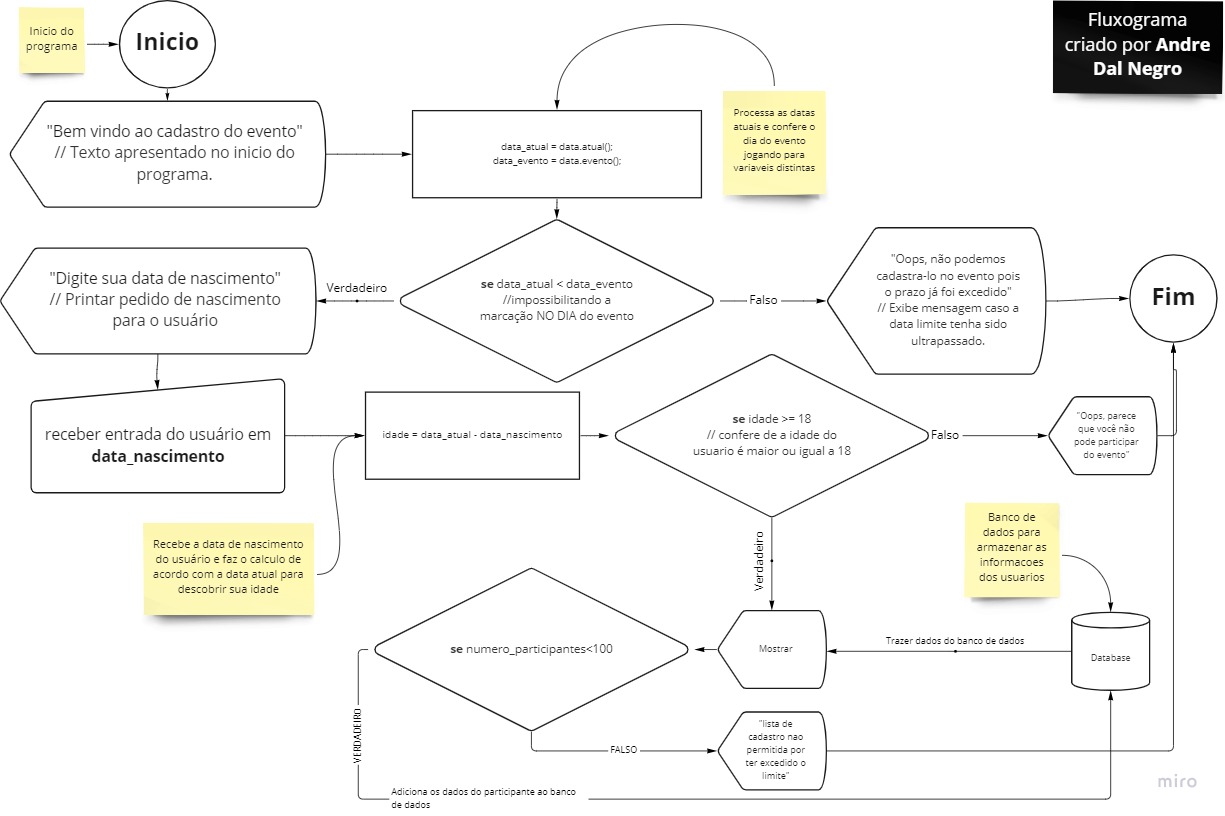 Inicio do
programa
Inicio
Fluxograma
criado por Andre
Dal Negro
"Bem vindo ao cadastro do evento"
// Texto apresentado no inicio do
programa.
data_atual = data.atual();
data_evento = data.evento();
Processa as datas
atuais e confere o
dia do evento
jogando para
variaveis distintas
"Digite sua data de nascimento"
// Printar pedido de nascimento
para o usuário
Verdadeiro
se data_atual < data_evento
//impossibilitando a
marcação NO DIA do evento
Falso
"Oops, não podemos
cadastra-lo no evento pois
o prazo já foi excedido"
// Exibe mensagem caso a
data limite tenha sido
ultrapassado.
Fim
receber entrada do usuário em
data_nascimento
idade = data_atual - data_nascimento
se idade >= 18
// confere de a idade do
usuario é maior ou igual a 18
Falso
"Oops, parece
que você não
pode participar
do evento"
Recebe a data de nascimento
do usuário e faz o calculo de
acordo com a data atual para
descobrir sua idade
Verdadeiro
Banco de
dados para
armazenar as
informacoes
dos usuarios
se numero_participantes<100
Mostrar
Trazer dados do banco de dados
Database
VERDADEIRO
FALSO
"lista de
cadastro nao
permitida por
ter excedido o
limite"
Adiciona os dados do participante ao banco
de dados
miro